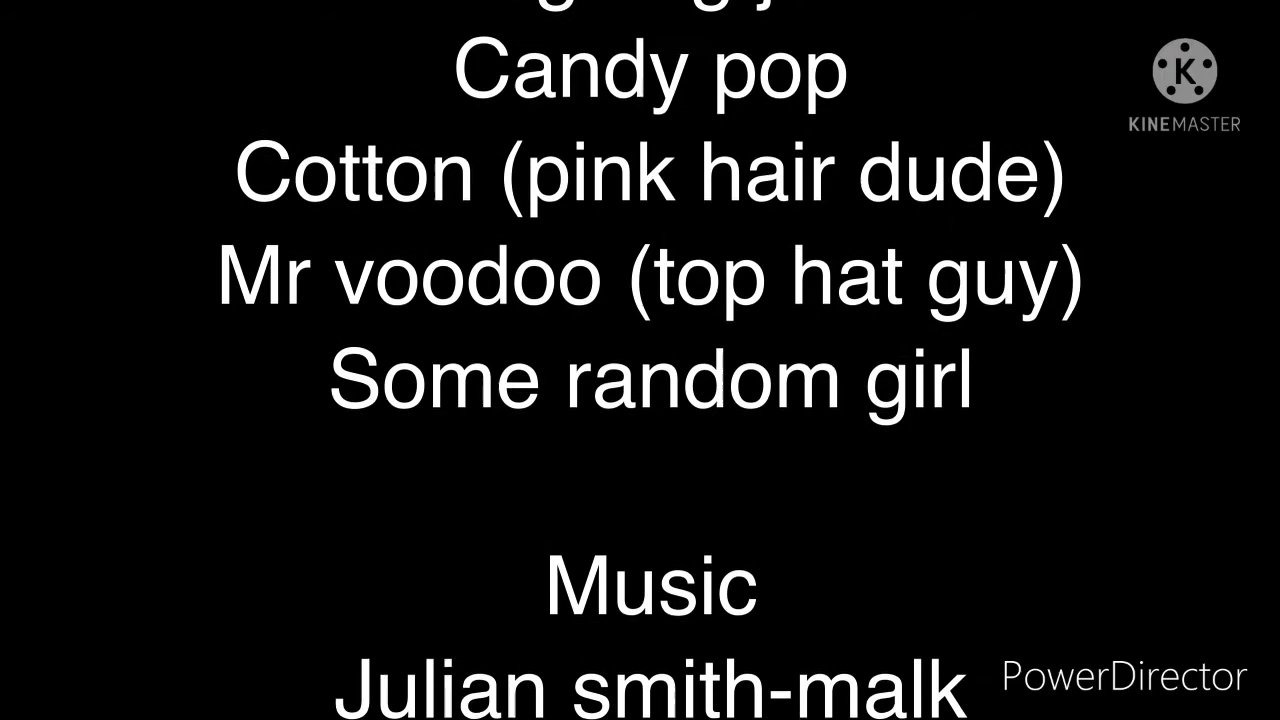 Candy pop
K
KINEMASTER
Cotton (pink hair dude)
Mr voodoo (top hat guy)
Some random girl
Music
Julian smith-malk
PowerDirector